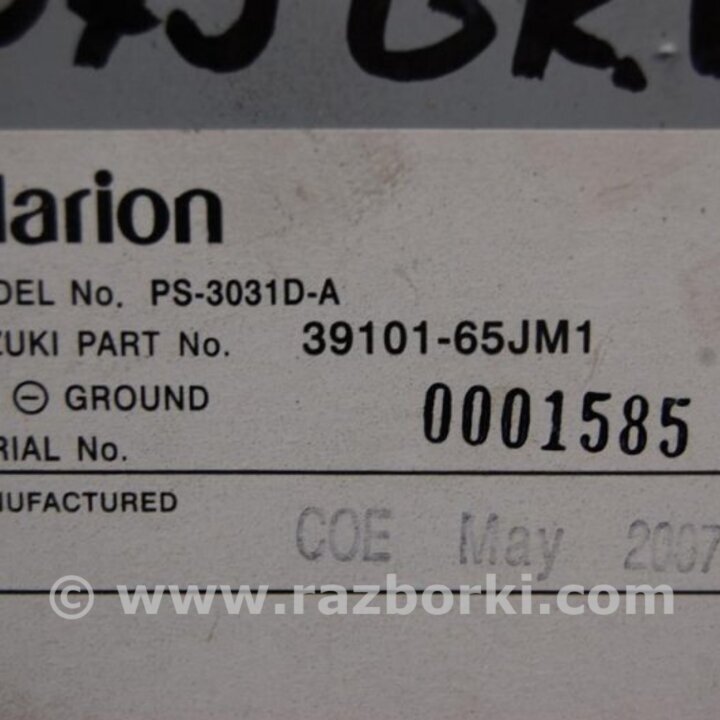 larion
DEL No. PS-3031D-A
ZUKI PART No. 39101-65JM1
⊖ GROUND
RIAL No. 0001585
NUFACTURED COE May 2007
© www.razborki.com